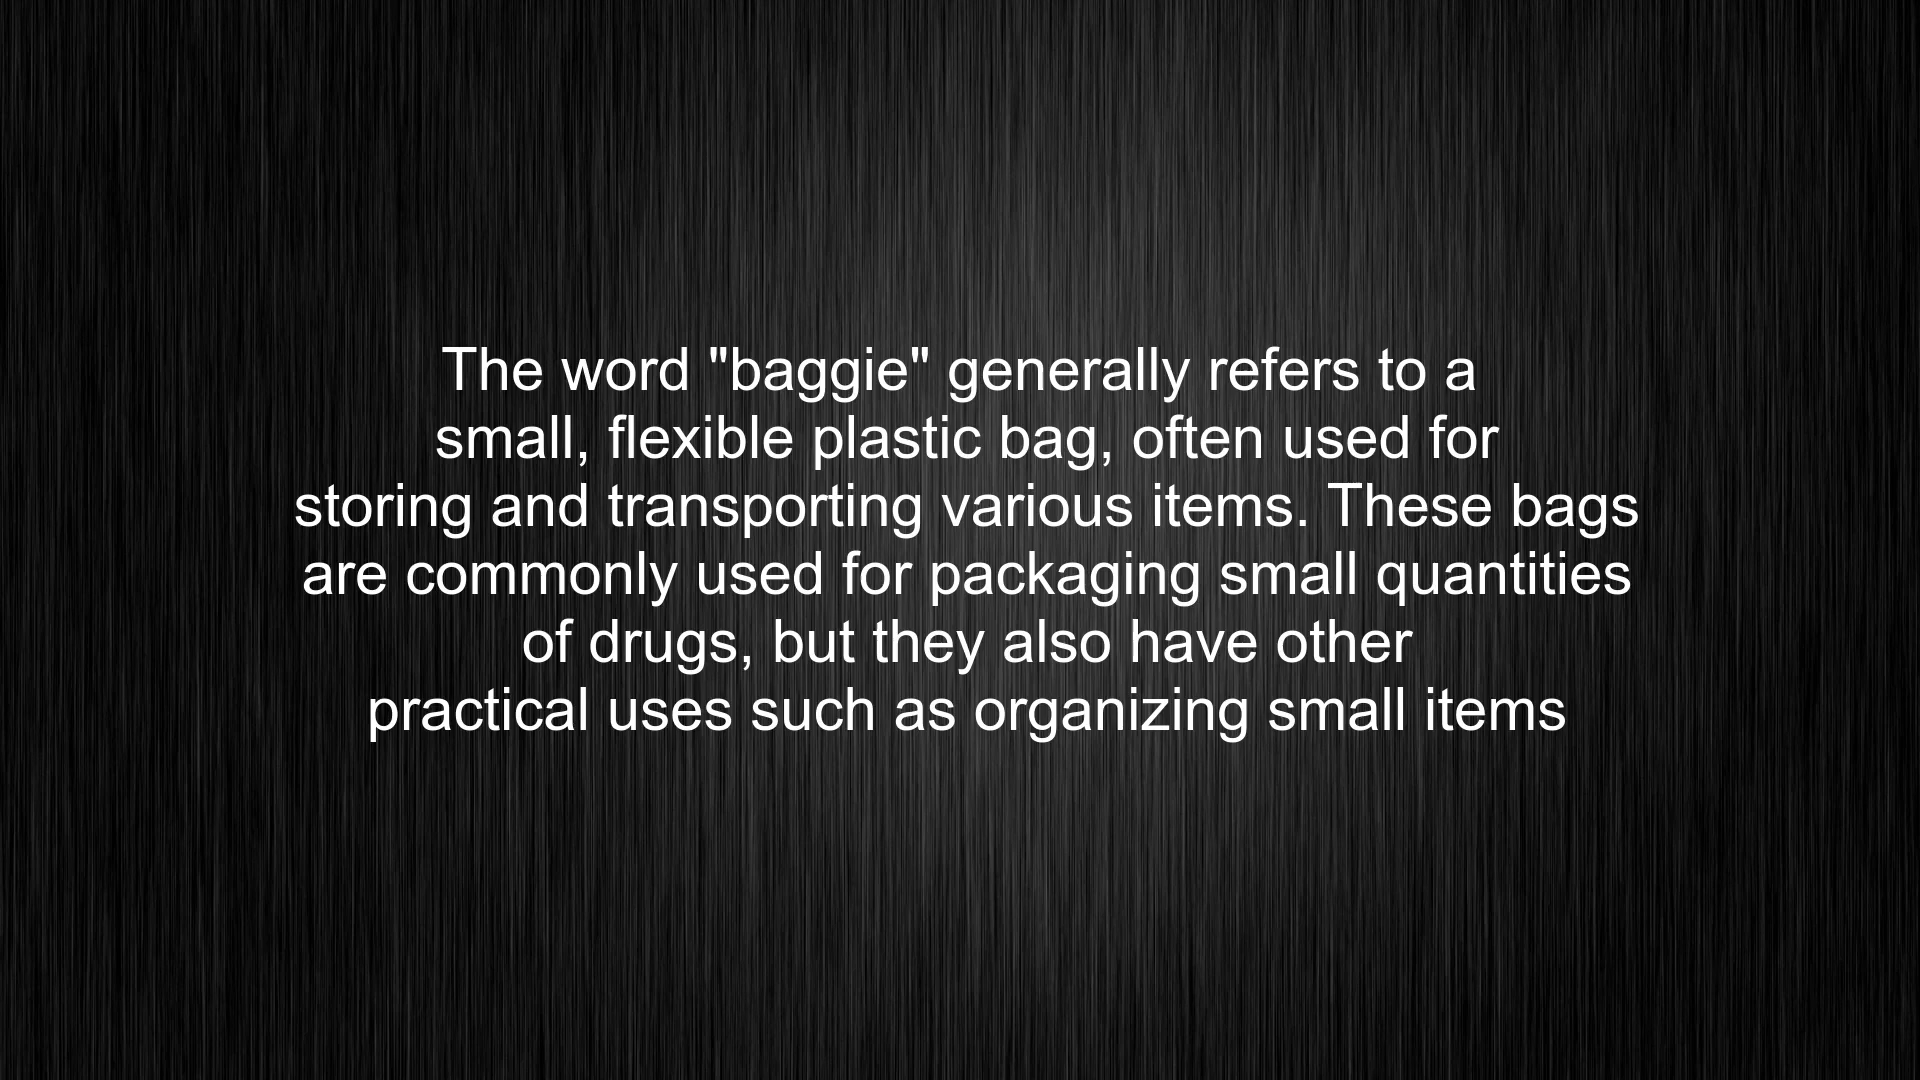 The word "baggie" generally refers to a
small, flexible plastic bag, often used for
storing and transporting various items. These bags
are commonly used for packaging small quantities
of drugs, but they also have other
practical uses such as organizing small items